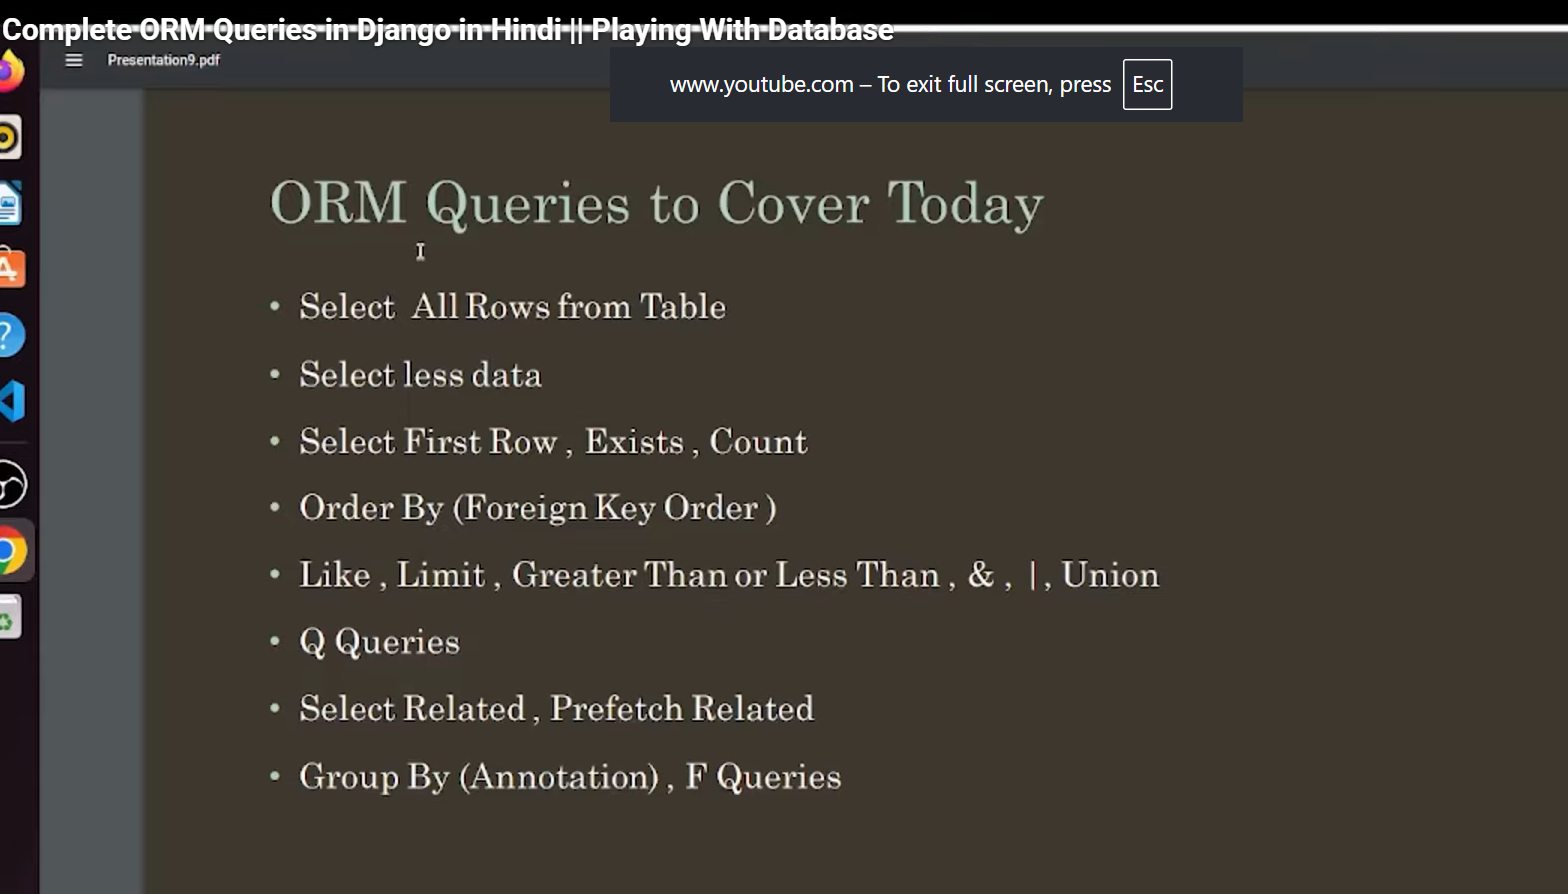 Complete ORM Queries in Django in Hindi || Playing With Database
Presentation9.pdf
www.youtube.com – To exit full screen, press Esc
ORM Queries to Cover Today
• Select All Rows from Table
• Select less data
• Select First Row , Exists , Count
• Order By (Foreign Key Order )
• Like , Limit , Greater Than or Less Than , & , | , Union
• Q Queries
• Select Related , Prefetch Related
• Group By (Annotation) , F Queries